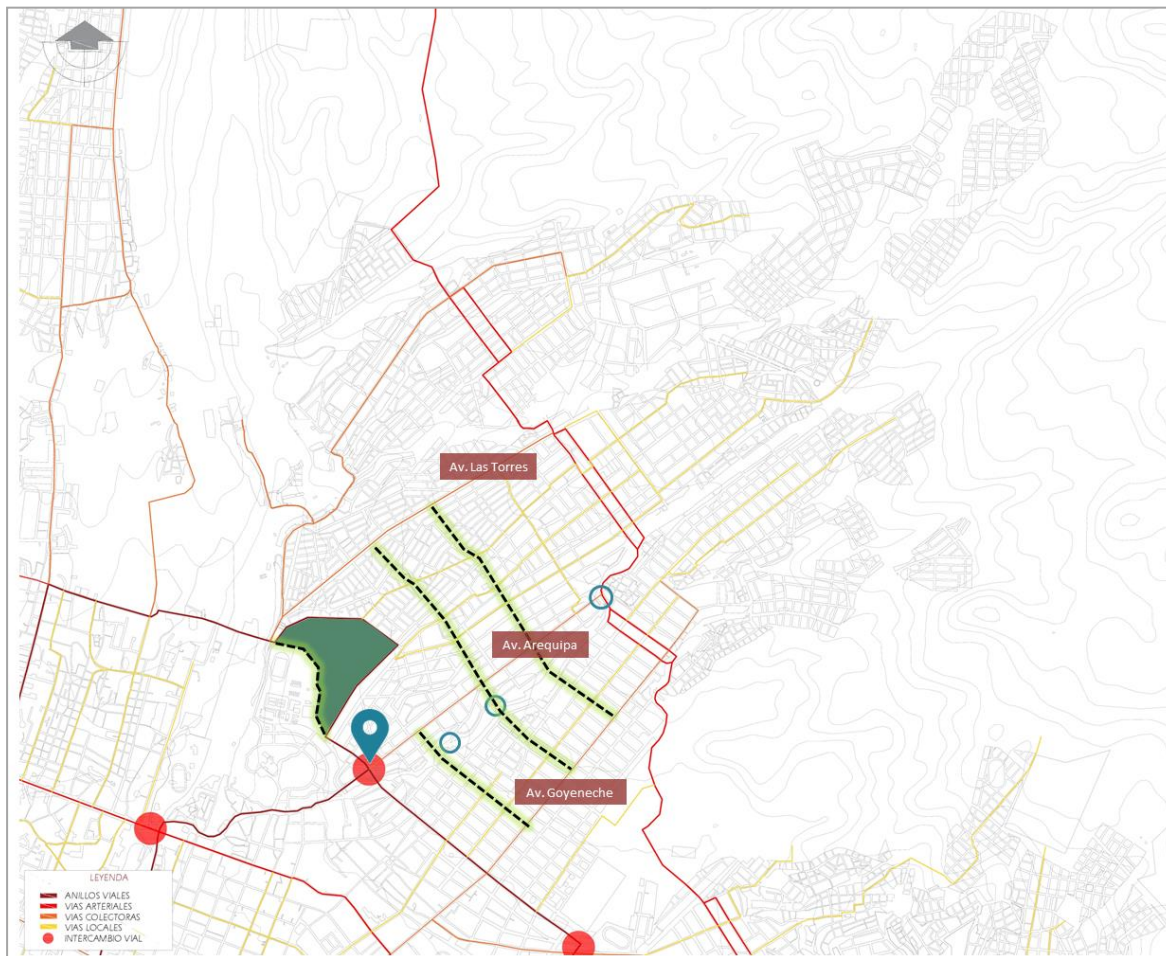 Av. Las Torres
Av. Arequipa
Av. Goyeneche
LEYENDA
ANILLOS VIALES
VIAS ARTERIALES
VIAS COLECTORAS
VIAS LOCALES
INTERCAMBIO VIAL